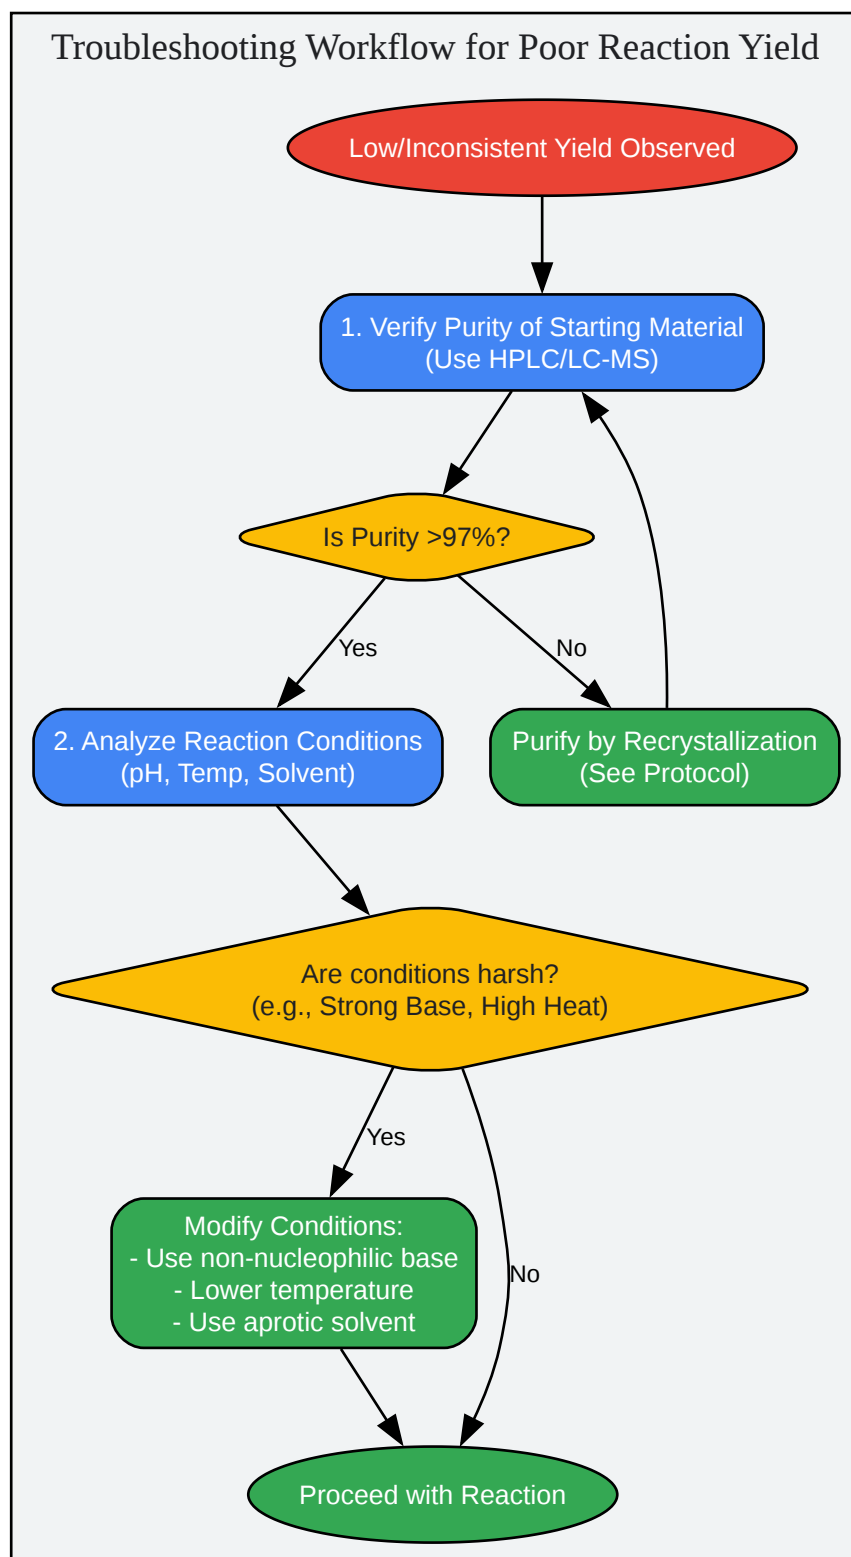 Troubleshooting Workflow for Poor Reaction Yield
Low/Inconsistent Yield Observed
1. Verify Purity of Starting Material
(Use HPLC/LC-MS)
Is Purity >97%?
Yes
No
2. Analyze Reaction Conditions
(pH, Temp, Solvent)
Purify by Recrystallization
(See Protocol)
Are conditions harsh?
(e.g., Strong Base, High Heat)
Yes
Modify Conditions:
- Use non-nucleophilic base
- Lower temperature
- Use aprotic solvent
No
Proceed with Reaction